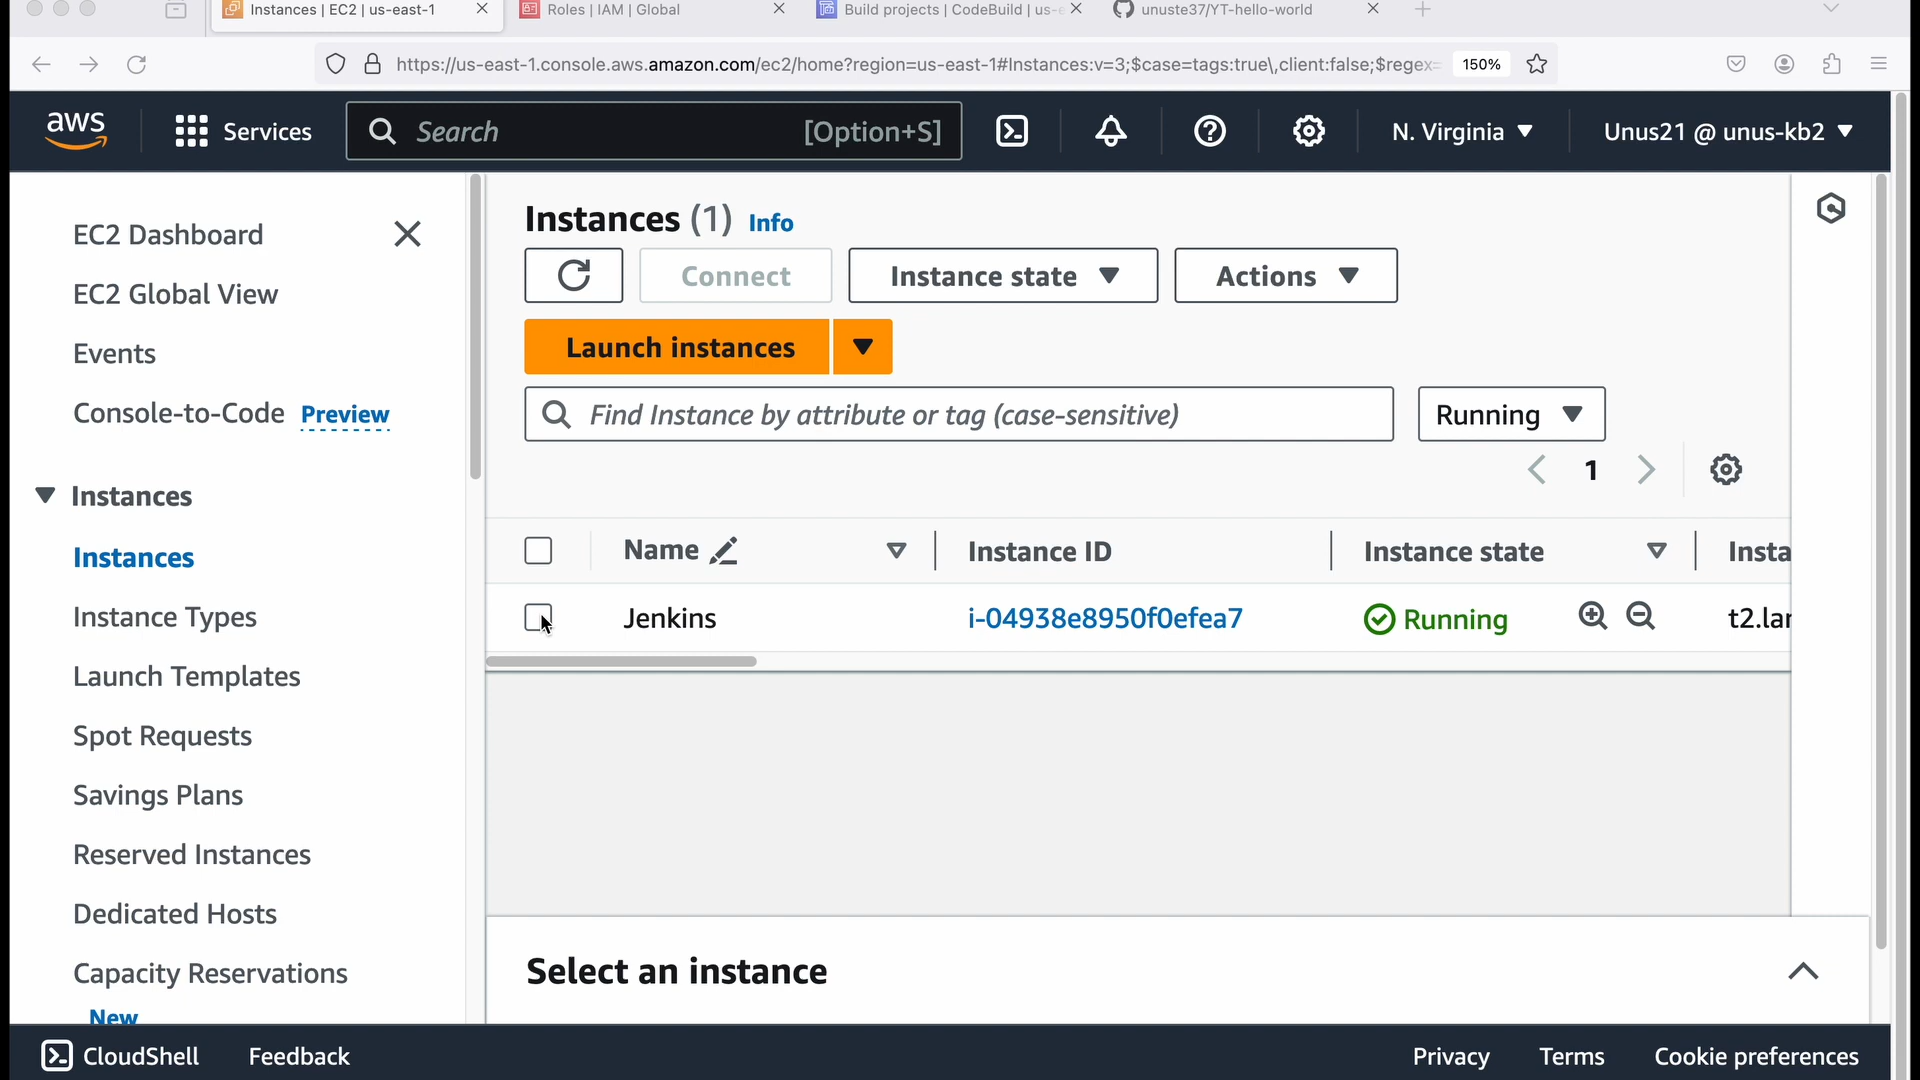 Instances | EC2 | us-east-1
Roles | IAM | Global
Build projects | CodeBuild | us-e
unuste37/YT-hello-world
https://us-east-1.console.aws.amazon.com/ec2/home?region=us-east-1#Instances:v=3;$case=tags:true\,client:false;$regex=
150%
aws
Services
Search
[Option+S]
N. Virginia
Unus21 @ unus-kb2
EC2 Dashboard
EC2 Global View
Events
Console-to-Code Preview
Instances
Instances
Instance Types
Launch Templates
Spot Requests
Savings Plans
Reserved Instances
Dedicated Hosts
Capacity Reservations
New
Instances (1) Info
Connect
Instance state
Actions
Launch instances
Find Instance by attribute or tag (case-sensitive)
Running
1
Name
Instance ID
Instance state
Insta
Jenkins
i-04938e8950f0efea7
Running
t2.lar
Select an instance
CloudShell
Feedback
Privacy
Terms
Cookie preferences